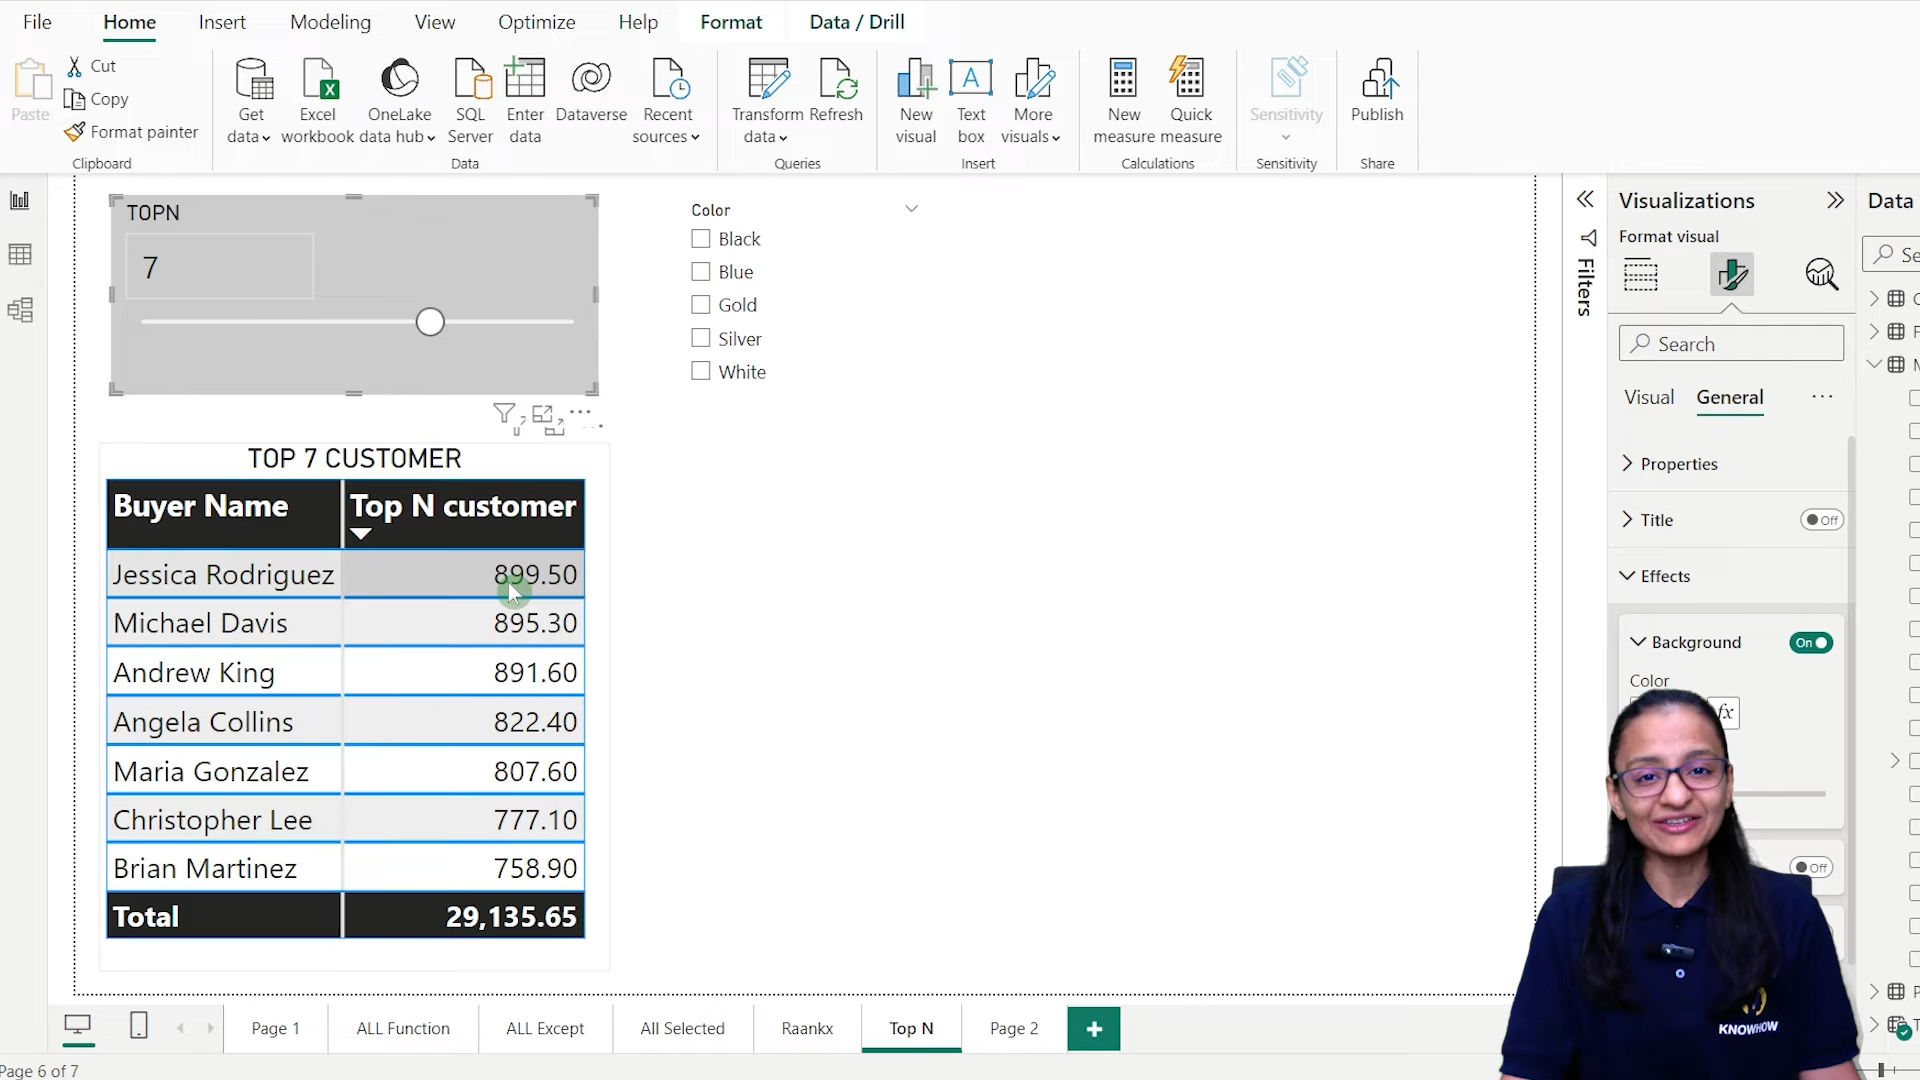 File Home Insert Modeling View Optimize Help Format Data / Drill
Paste
Cut
Copy
Format painter
Clipboard
Get data
Excel workbook
OneLake data hub
SQL Server
Enter data
Dataverse
Recent sources
Data
Transform data
Refresh
Queries
New visual
A
Text box
More visuals
Insert
New measure
Quick measure
Calculations
Sensitivity
Sensitivity
Publish
Share
TOPN
7
Color
Black
Blue
Gold
Silver
White
TOP 7 CUSTOMER
Buyer Name Top N customer
Jessica Rodriguez 899.50
Michael Davis 895.30
Andrew King 891.60
Angela Collins 822.40
Maria Gonzalez 807.60
Christopher Lee 777.10
Brian Martinez 758.90
Total 29,135.65
Filters
Visualizations
Format visual
Search
Visual General
Properties
Title Off
Effects
Background On
Color
fx
Off
Data
Se
KNOWHOW
Page 1 ALL Function ALL Except All Selected Raankx Top N Page 2 +
Page 6 of 7